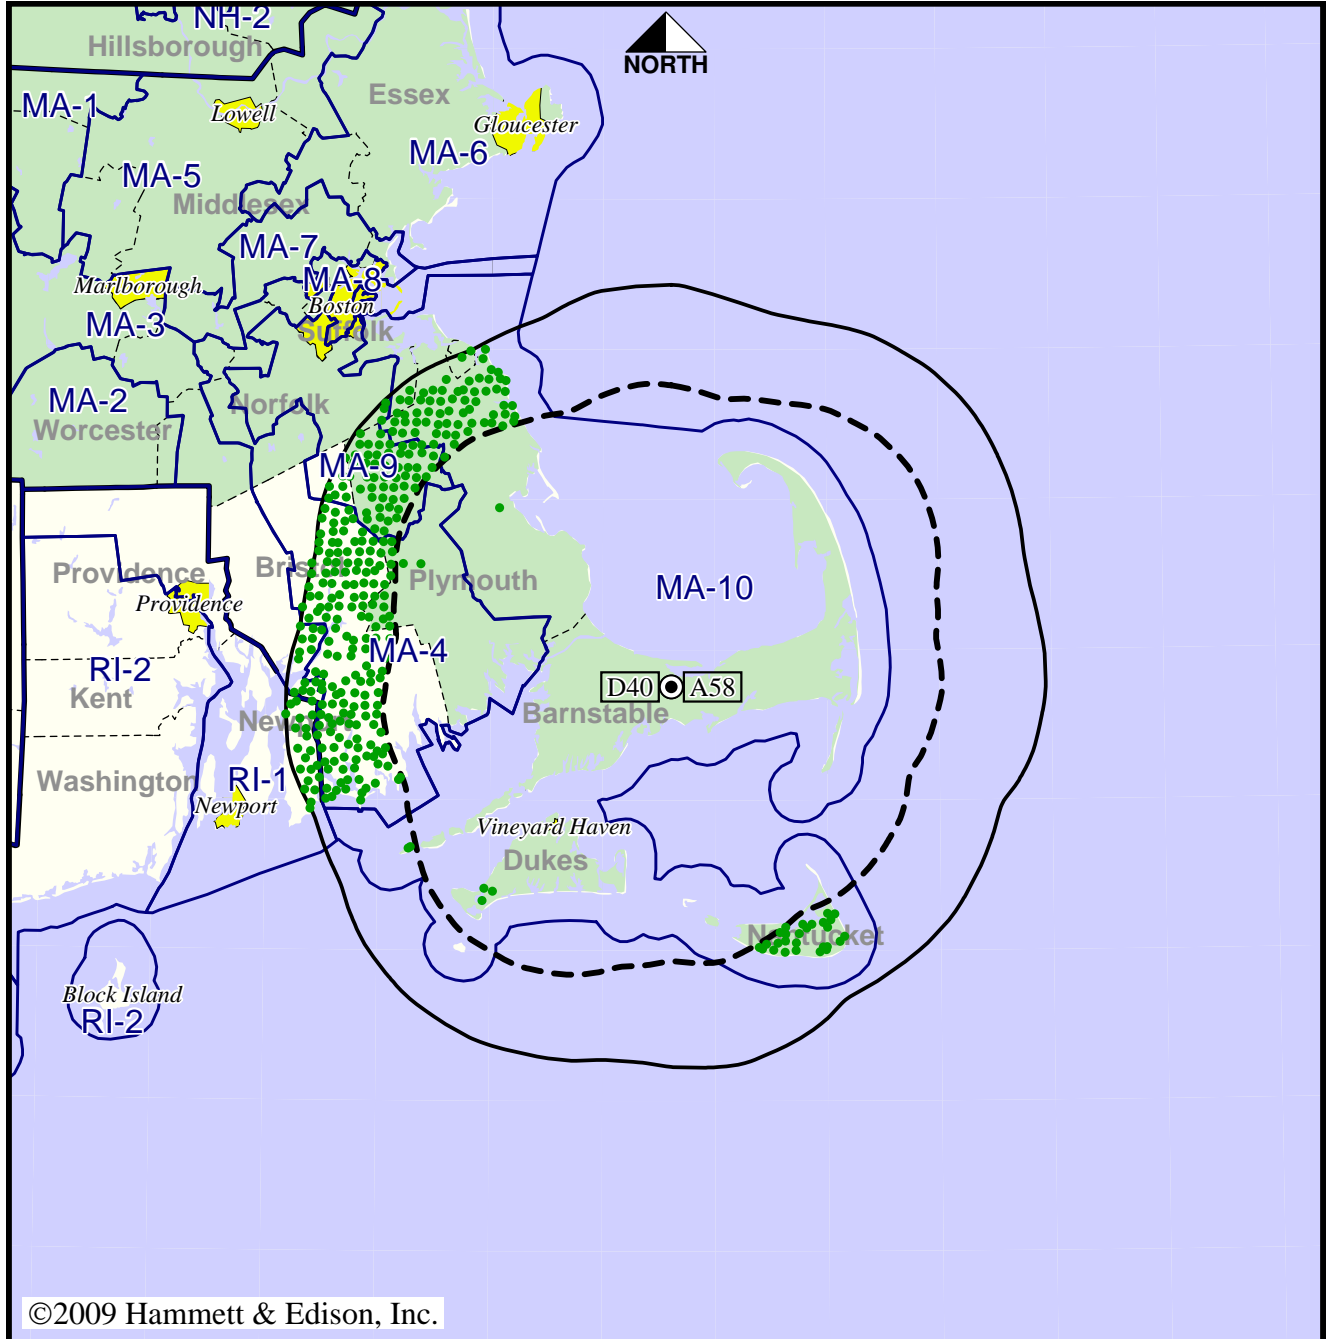 NH-2
Hillsborough
NORTH
MA-1
Essex
Lowell
Gloucester
MA-6
MA-5
Middlesex
MA-7
MA-8
Marlborough
Boston
MA-3
Suffolk
MA-2
Norfolk
Worcester
MA-9
Providence
Bristol
Plymouth
MA-10
Providence
MA-4
RI-2
Kent
D40
A58
Newport
Barnstable
Washington
RI-1
Newport
Vineyard Haven
Dukes
Nantucket
Block Island
RI-2
©2009 Hammett & Edison, Inc.